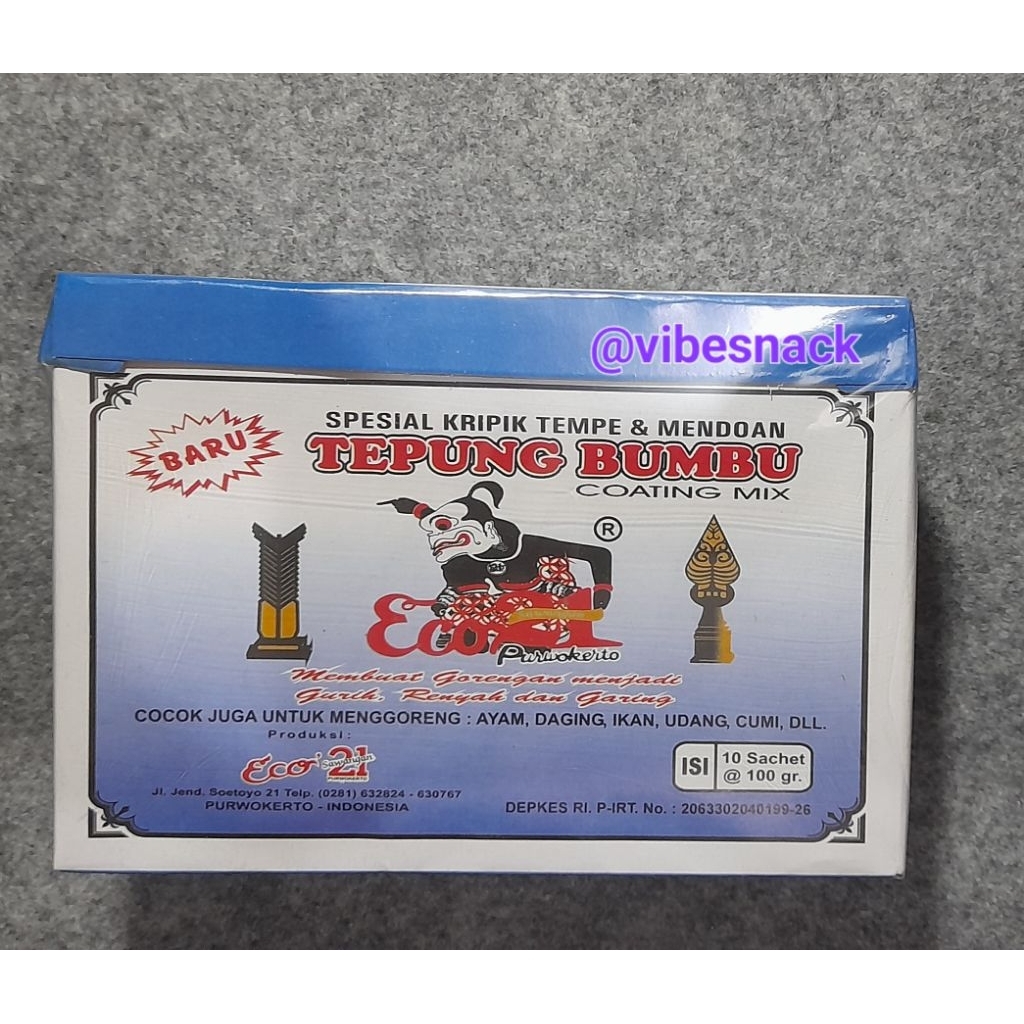 @vibesnack
BARU
SPESIAL KRIPIK TEMPE & MENDOAN
TEPUNG BUMBU
COATING MIX
®
Eco 21
Purwokerto
Membuat Gorengan menjadi
Gurih, Renyah dan Garing
COCOK JUGA UNTUK MENGGORENG : AYAM, DAGING, IKAN, UDANG, CUMI, DLL.
Produksi :
Eco 21
Sawangan
PURWOKERTO
Jl. Jend. Soetoyo 21 Telp. (0281) 632824 - 630767
PURWOKERTO - INDONESIA
ISI
10 Sachet
@ 100 gr.
DEPKES RI. P-IRT. No. : 2063302040199-26